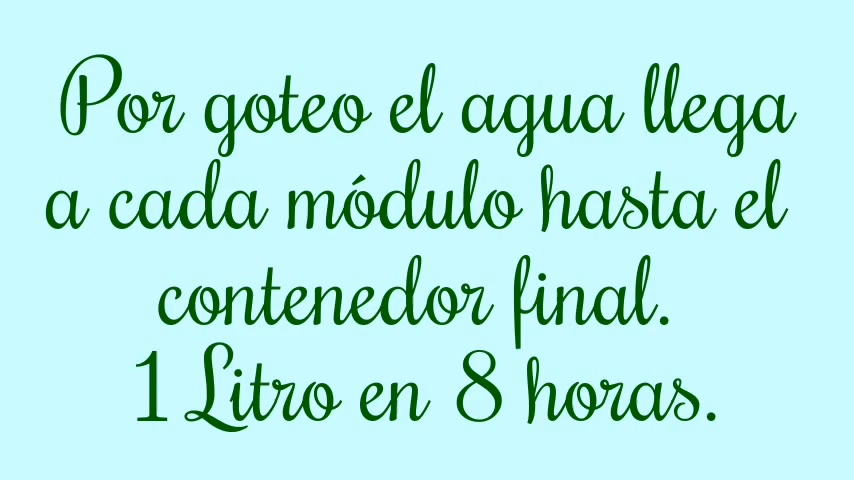 Por goteo el agua llega
a cada módulo hasta el
contenedor final.
1 Litro en 8 horas.